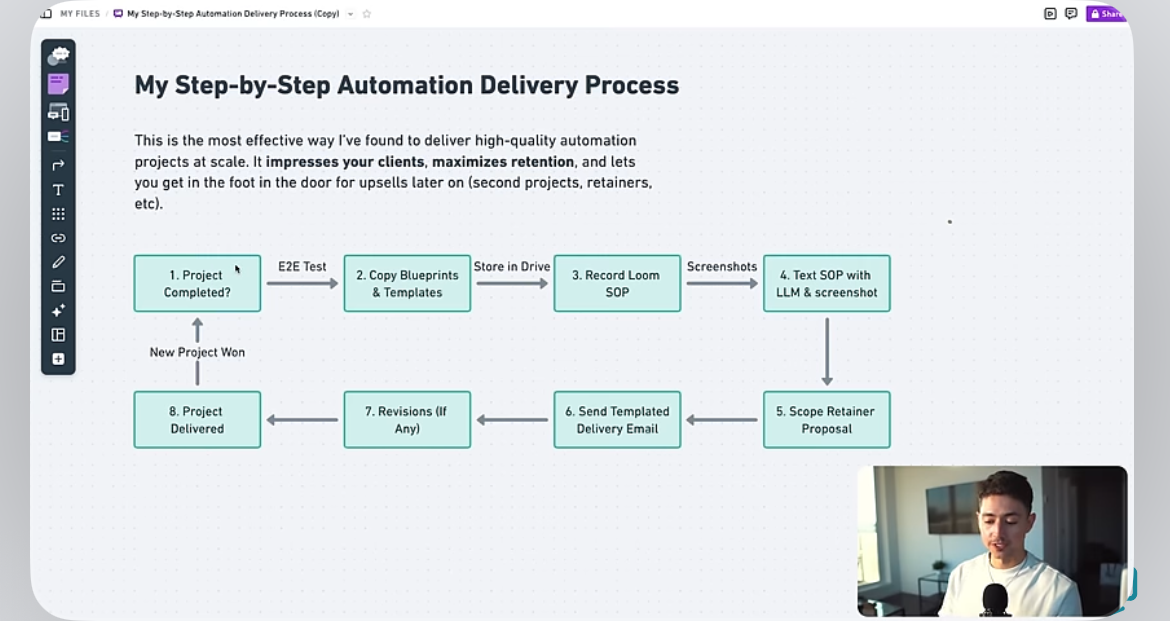 MY FILES / My Step-by-Step Automation Delivery Process (Copy)
Share
My Step-by-Step Automation Delivery Process
This is the most effective way I've found to deliver high-quality automation
projects at scale. It impresses your clients, maximizes retention, and lets
you get in the foot in the door for upsells later on (second projects, retainers,
etc).
1. Project
Completed?
E2E Test
2. Copy Blueprints
& Templates
Store in Drive
3. Record Loom
SOP
Screenshots
4. Text SOP with
LLM & screenshot
New Project Won
8. Project
Delivered
7. Revisions (If
Any)
6. Send Templated
Delivery Email
5. Scope Retainer
Proposal